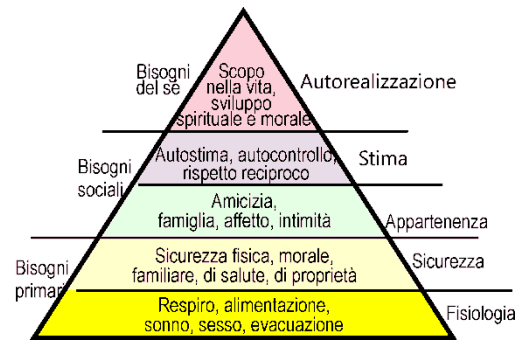 Bisogni
del sé
Scopo
nella vita,
sviluppo
spirituale e morale
Autorealizzazione
Bisogni
sociali
Autostima, autocontrollo,
rispetto reciproco
Stima
Amicizia,
famiglia, affetto, intimità
Appartenenza
Bisogni
primari
Sicurezza fisica, morale,
familiare, di salute, di proprietà
Sicurezza
Respiro, alimentazione,
sonno, sesso, evacuazione
Fisiologia